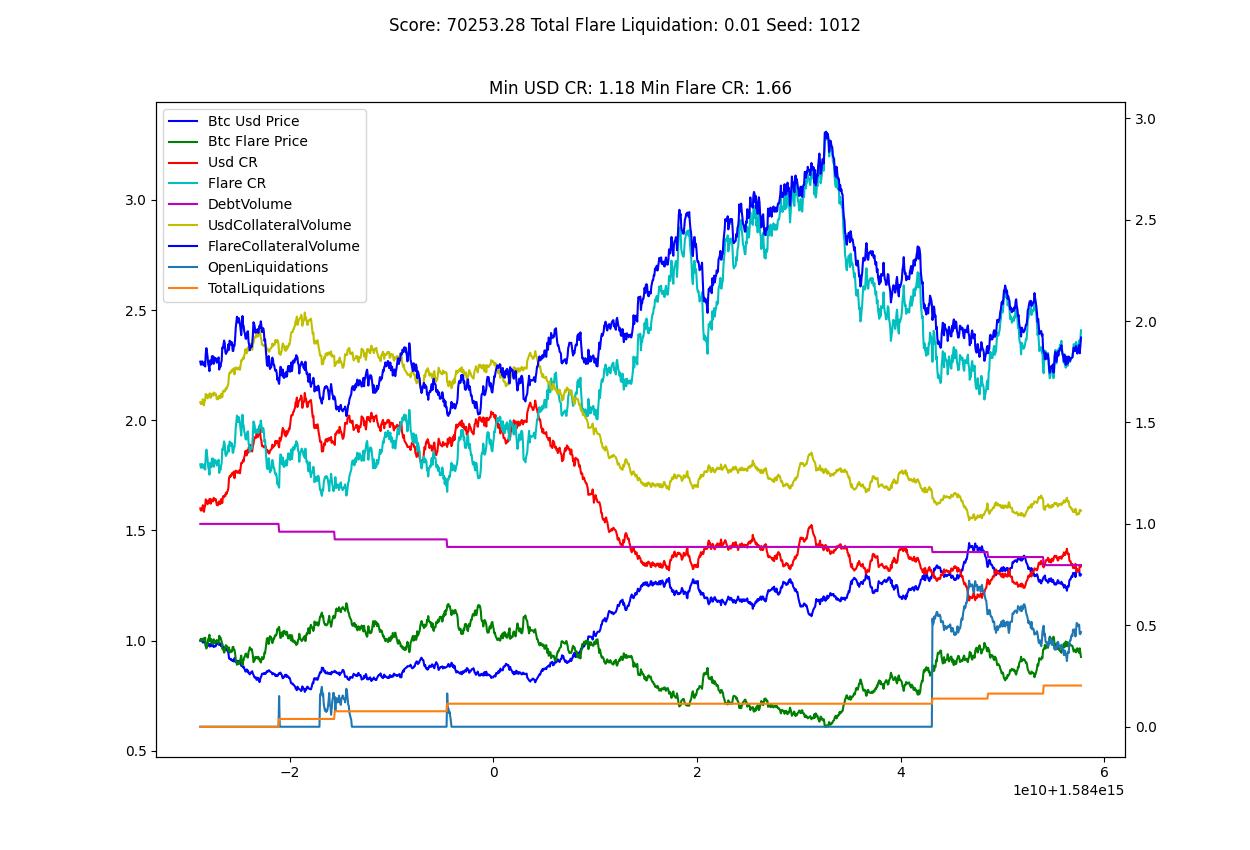 Score: 70253.28 Total Flare Liquidation: 0.01 Seed: 1012
Min USD CR: 1.18 Min Flare CR: 1.66
Btc Usd Price
Btc Flare Price
Usd CR
Flare CR
DebtVolume
UsdCollateralVolume
FlareCollateralVolume
OpenLiquidations
TotalLiquidations
3.0
2.5
2.0
1.5
1.0
0.5
3.0
2.5
2.0
1.5
1.0
0.5
0.0
−2 0 2 4 6
1e10+1.584e15